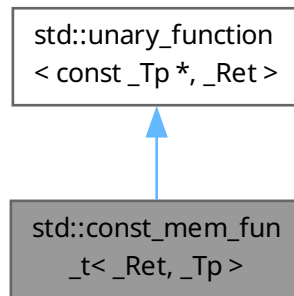 std::unary_function
< const _Tp *, _Ret >
std::const_mem_fun
_t< _Ret, _Tp >